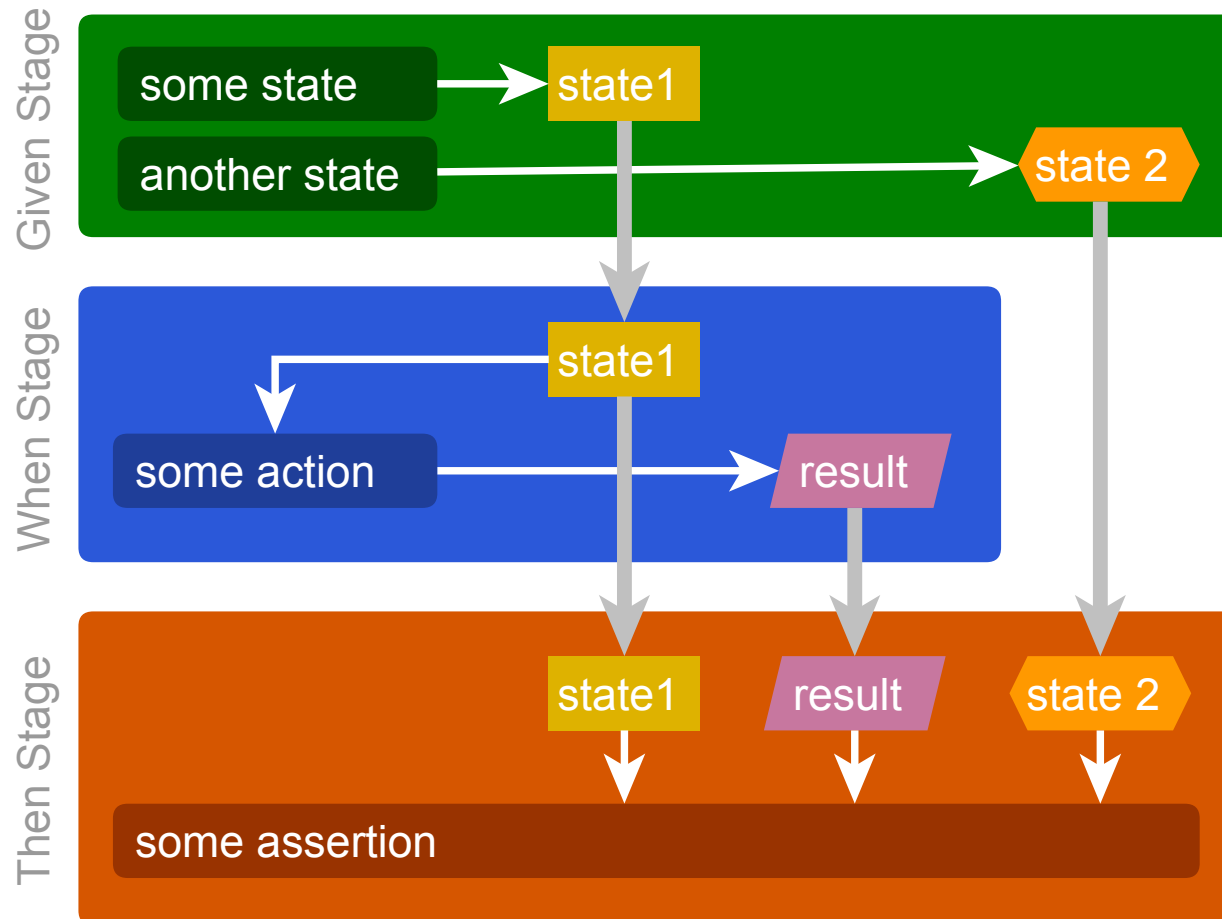 Given Stage
some state
state1
another state
state 2
When Stage
state1
some action
result
Then Stage
state1
result
state 2
some assertion